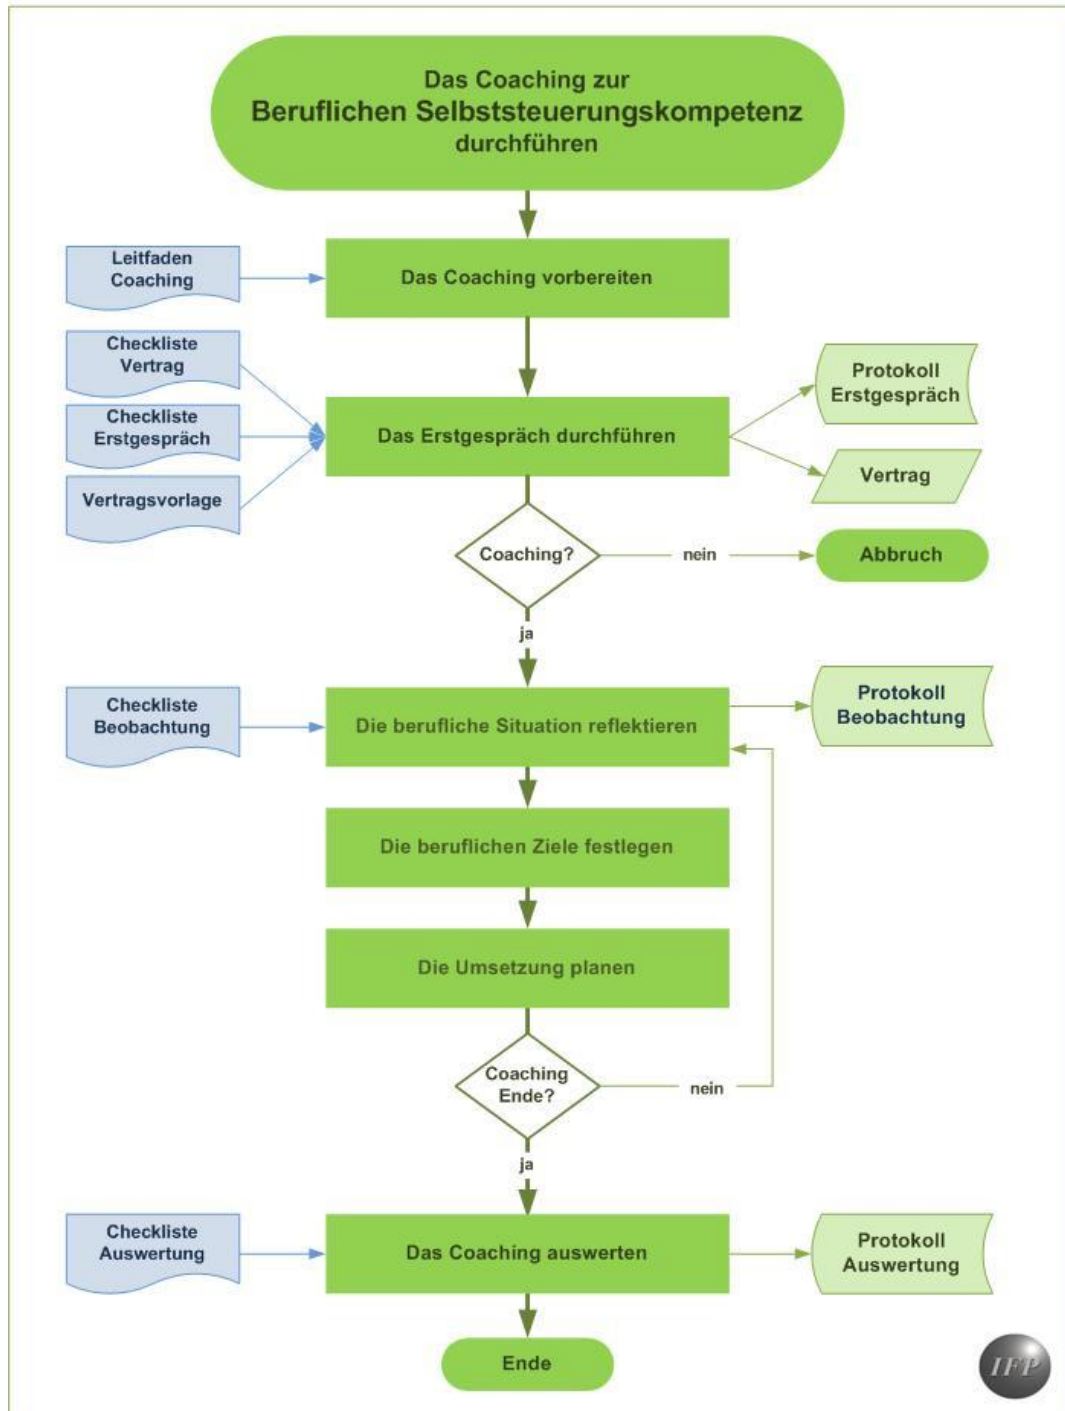 Das Coaching zur
Beruflichen Selbststeuerungskompetenz
durchführen
Leitfaden
Coaching
Das Coaching vorbereiten
Checkliste
Vertrag
Checkliste
Erstgespräch
Vertragsvorlage
Das Erstgespräch durchführen
Protokoll
Erstgespräch
Vertrag
Coaching?
nein
Abbruch
ja
Checkliste
Beobachtung
Die berufliche Situation reflektieren
Protokoll
Beobachtung
Die beruflichen Ziele festlegen
Die Umsetzung planen
Coaching
Ende?
nein
ja
Checkliste
Auswertung
Das Coaching auswerten
Protokoll
Auswertung
Ende
IFP